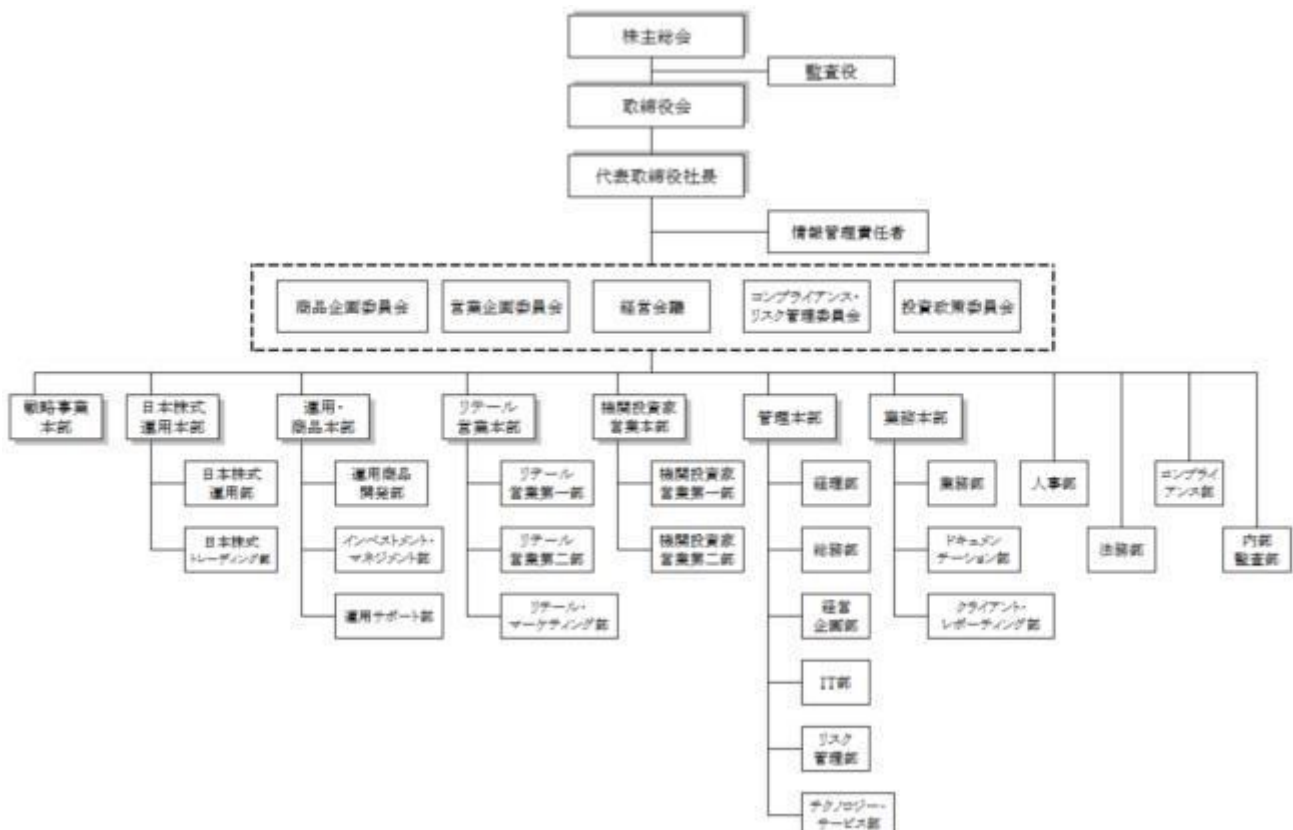 株主総会
監査役
取締役会
代表取締役社長
情報管理責任者
商品企画委員会
営業企画委員会
経営会議
コンプライアンス・
リスク管理委員会
投資政策委員会
戦略事業
本部
日本株式
運用本部
運用・
商品本部
リテール
営業本部
機関投資家
営業本部
管理本部
業務本部
日本株式
運用部
運用商品
開発部
リテール
営業第一部
機関投資家
営業第一部
経理部
業務部
人事部
コンプライ
アンス部
日本株式
トレーディング部
インベストメント・
マネジメント部
リテール
営業第二部
機関投資家
営業第二部
総務部
ドキュメン
テーション部
法務部
内部
監査部
運用サポート部
リテール・
マーケティング部
経営
企画部
クライアント・
レポーティング部
IT部
リスク
管理部
テクノロジー・
サービス部